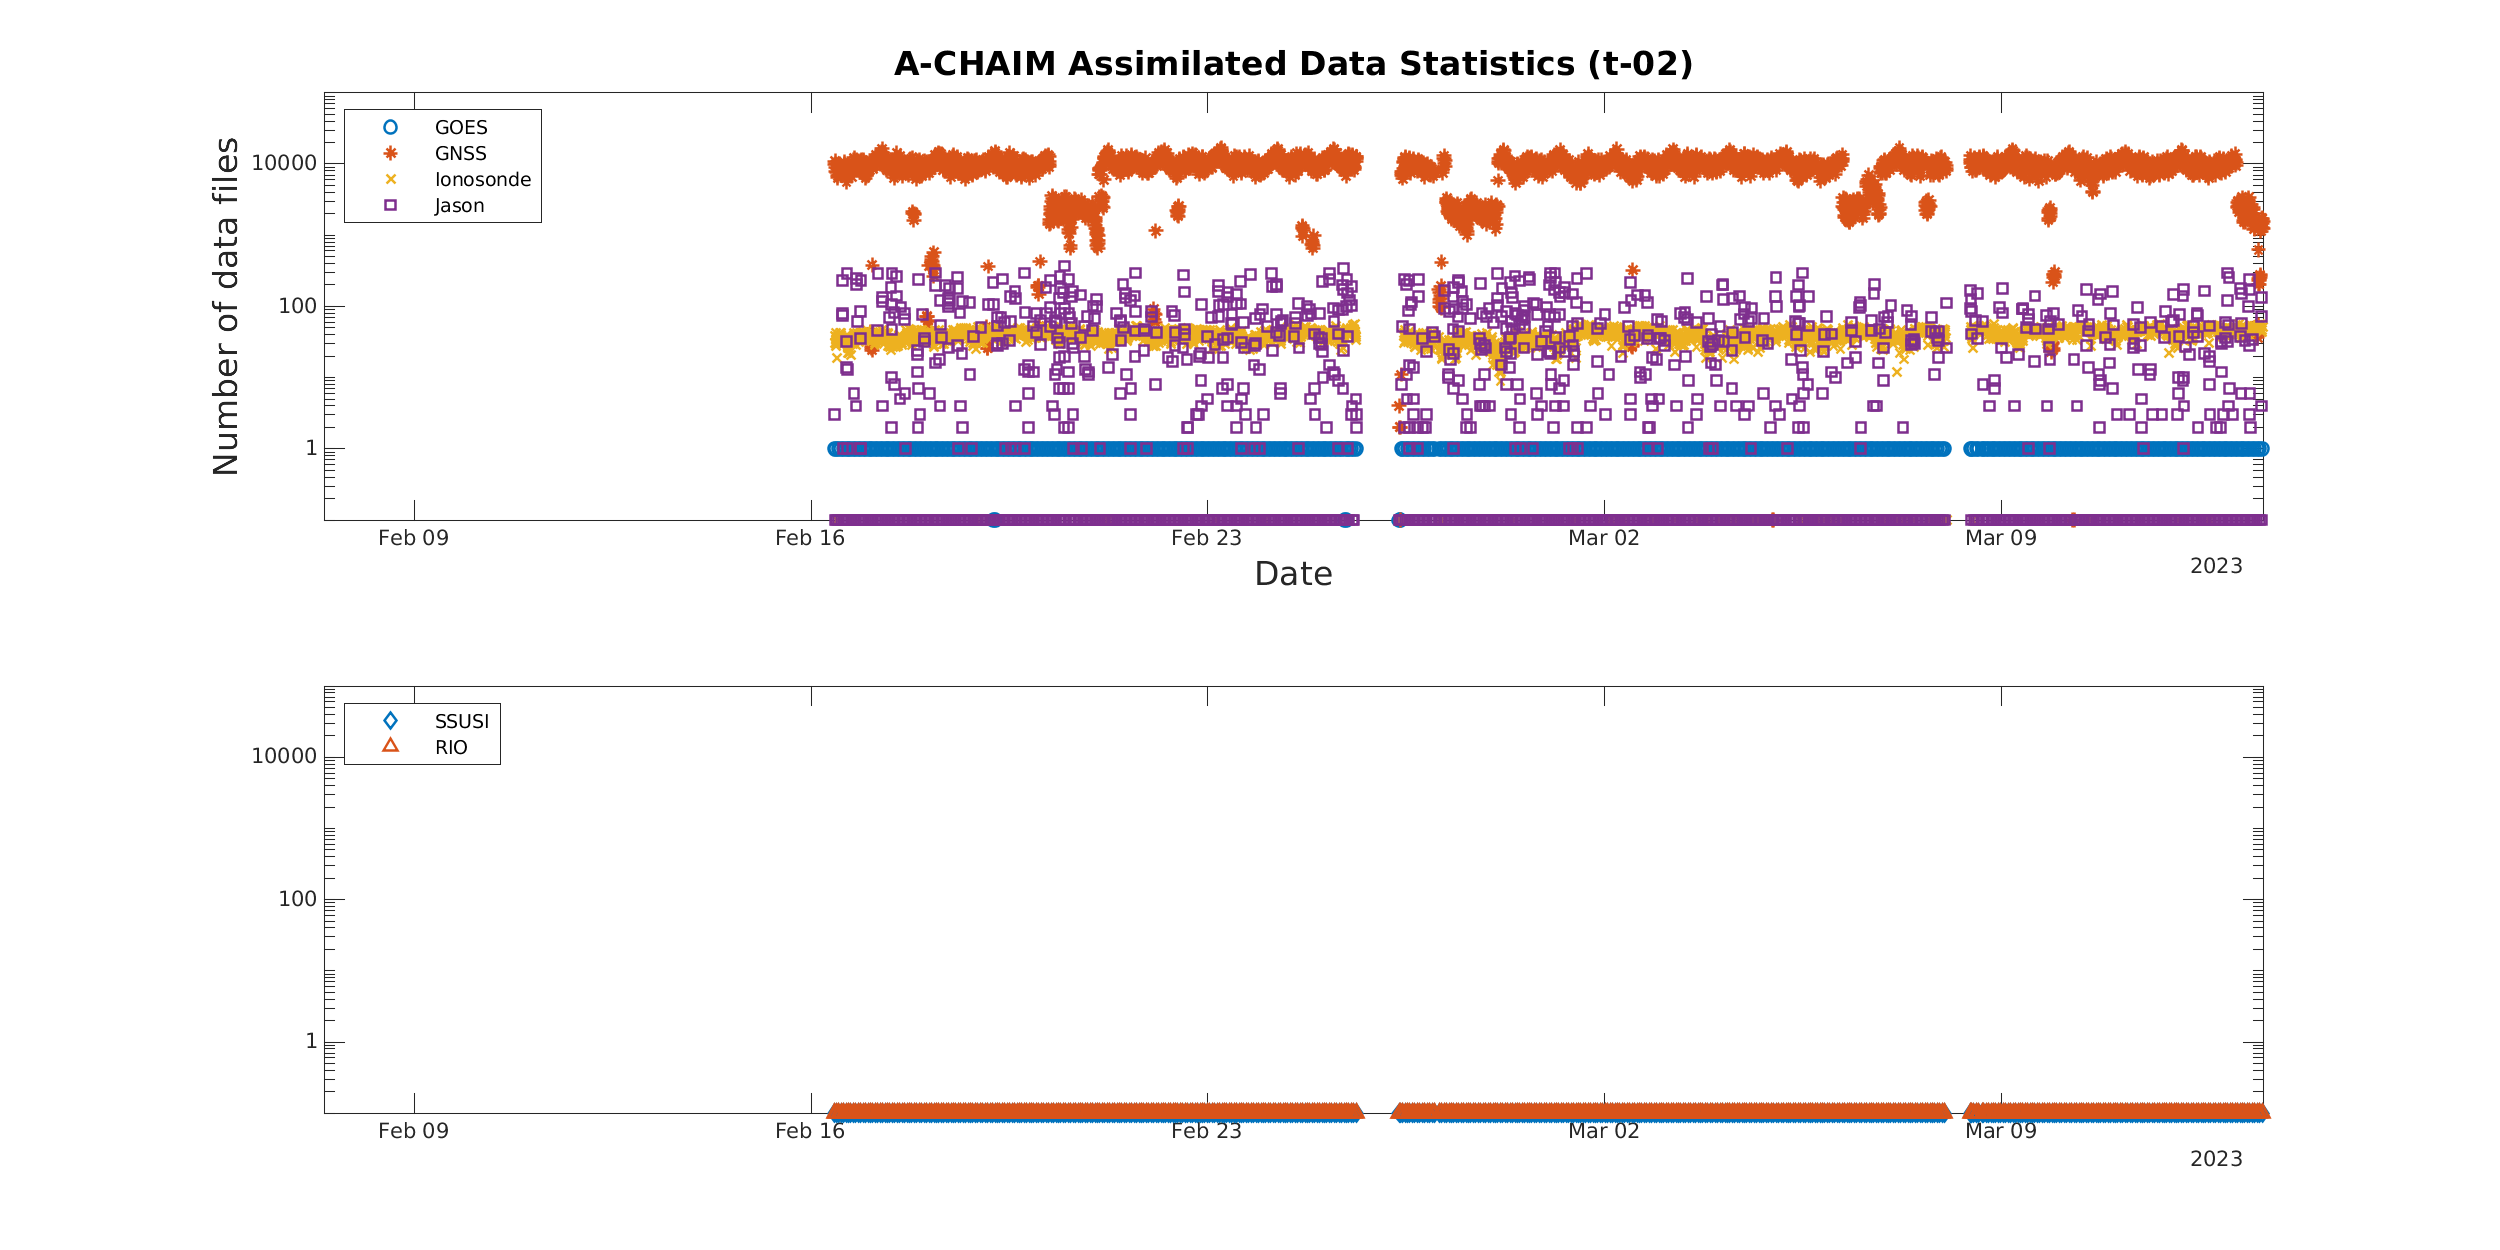 A-CHAIM Assimilated Data Statistics (t-02)
Number of data files
10000
100
1
GOES
GNSS
Ionosonde
Jason
Feb 09
Feb 16
Feb 23
Mar 02
Mar 09
2023
Date
10000
100
1
SSUSI
RIO
Feb 09
Feb 16
Feb 23
Mar 02
Mar 09
2023